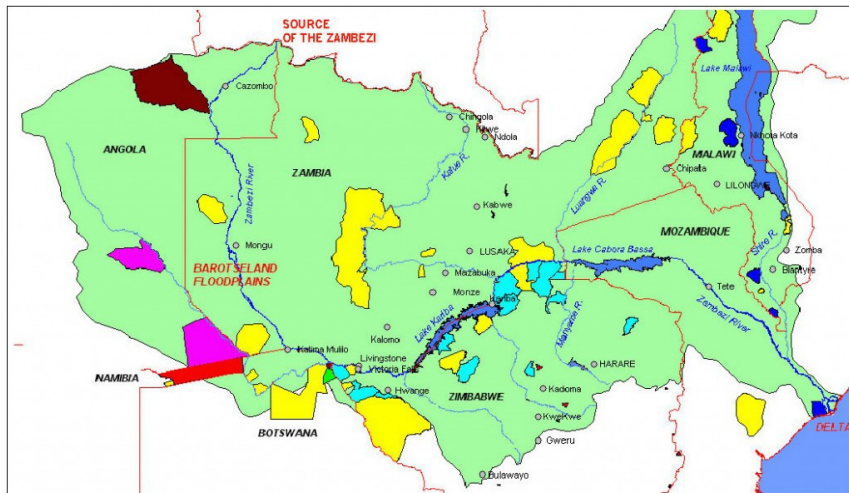 SOURCE
OF THE ZAMBEZI
Cazombo
Lake Malawi
Chingola
Kitwe
Ndola
Nkhota Kota
ANGOLA
ZAMBIA
Kafue R.
MALAWI
Chipata
LILONGWE
Luangwa R.
Zambezi River
Kabwe
MOZAMBIQUE
Shire R.
Mongu
LUSAKA
Lake Cabora Bassa
Zomba
BAROTSELAND
FLOODPLAINS
Mazabuka
Blantyre
Monze
Tete
Kariba
Zambezi River
Lake Kariba
Manyame R.
Kalomo
Katima Mulilo
Livingstone
Victoria Falls
HARARE
NAMIBIA
Hwange
Kadoma
ZIMBABWE
BOTSWANA
KweKwe
DELTA
Gweru
Bulawayo